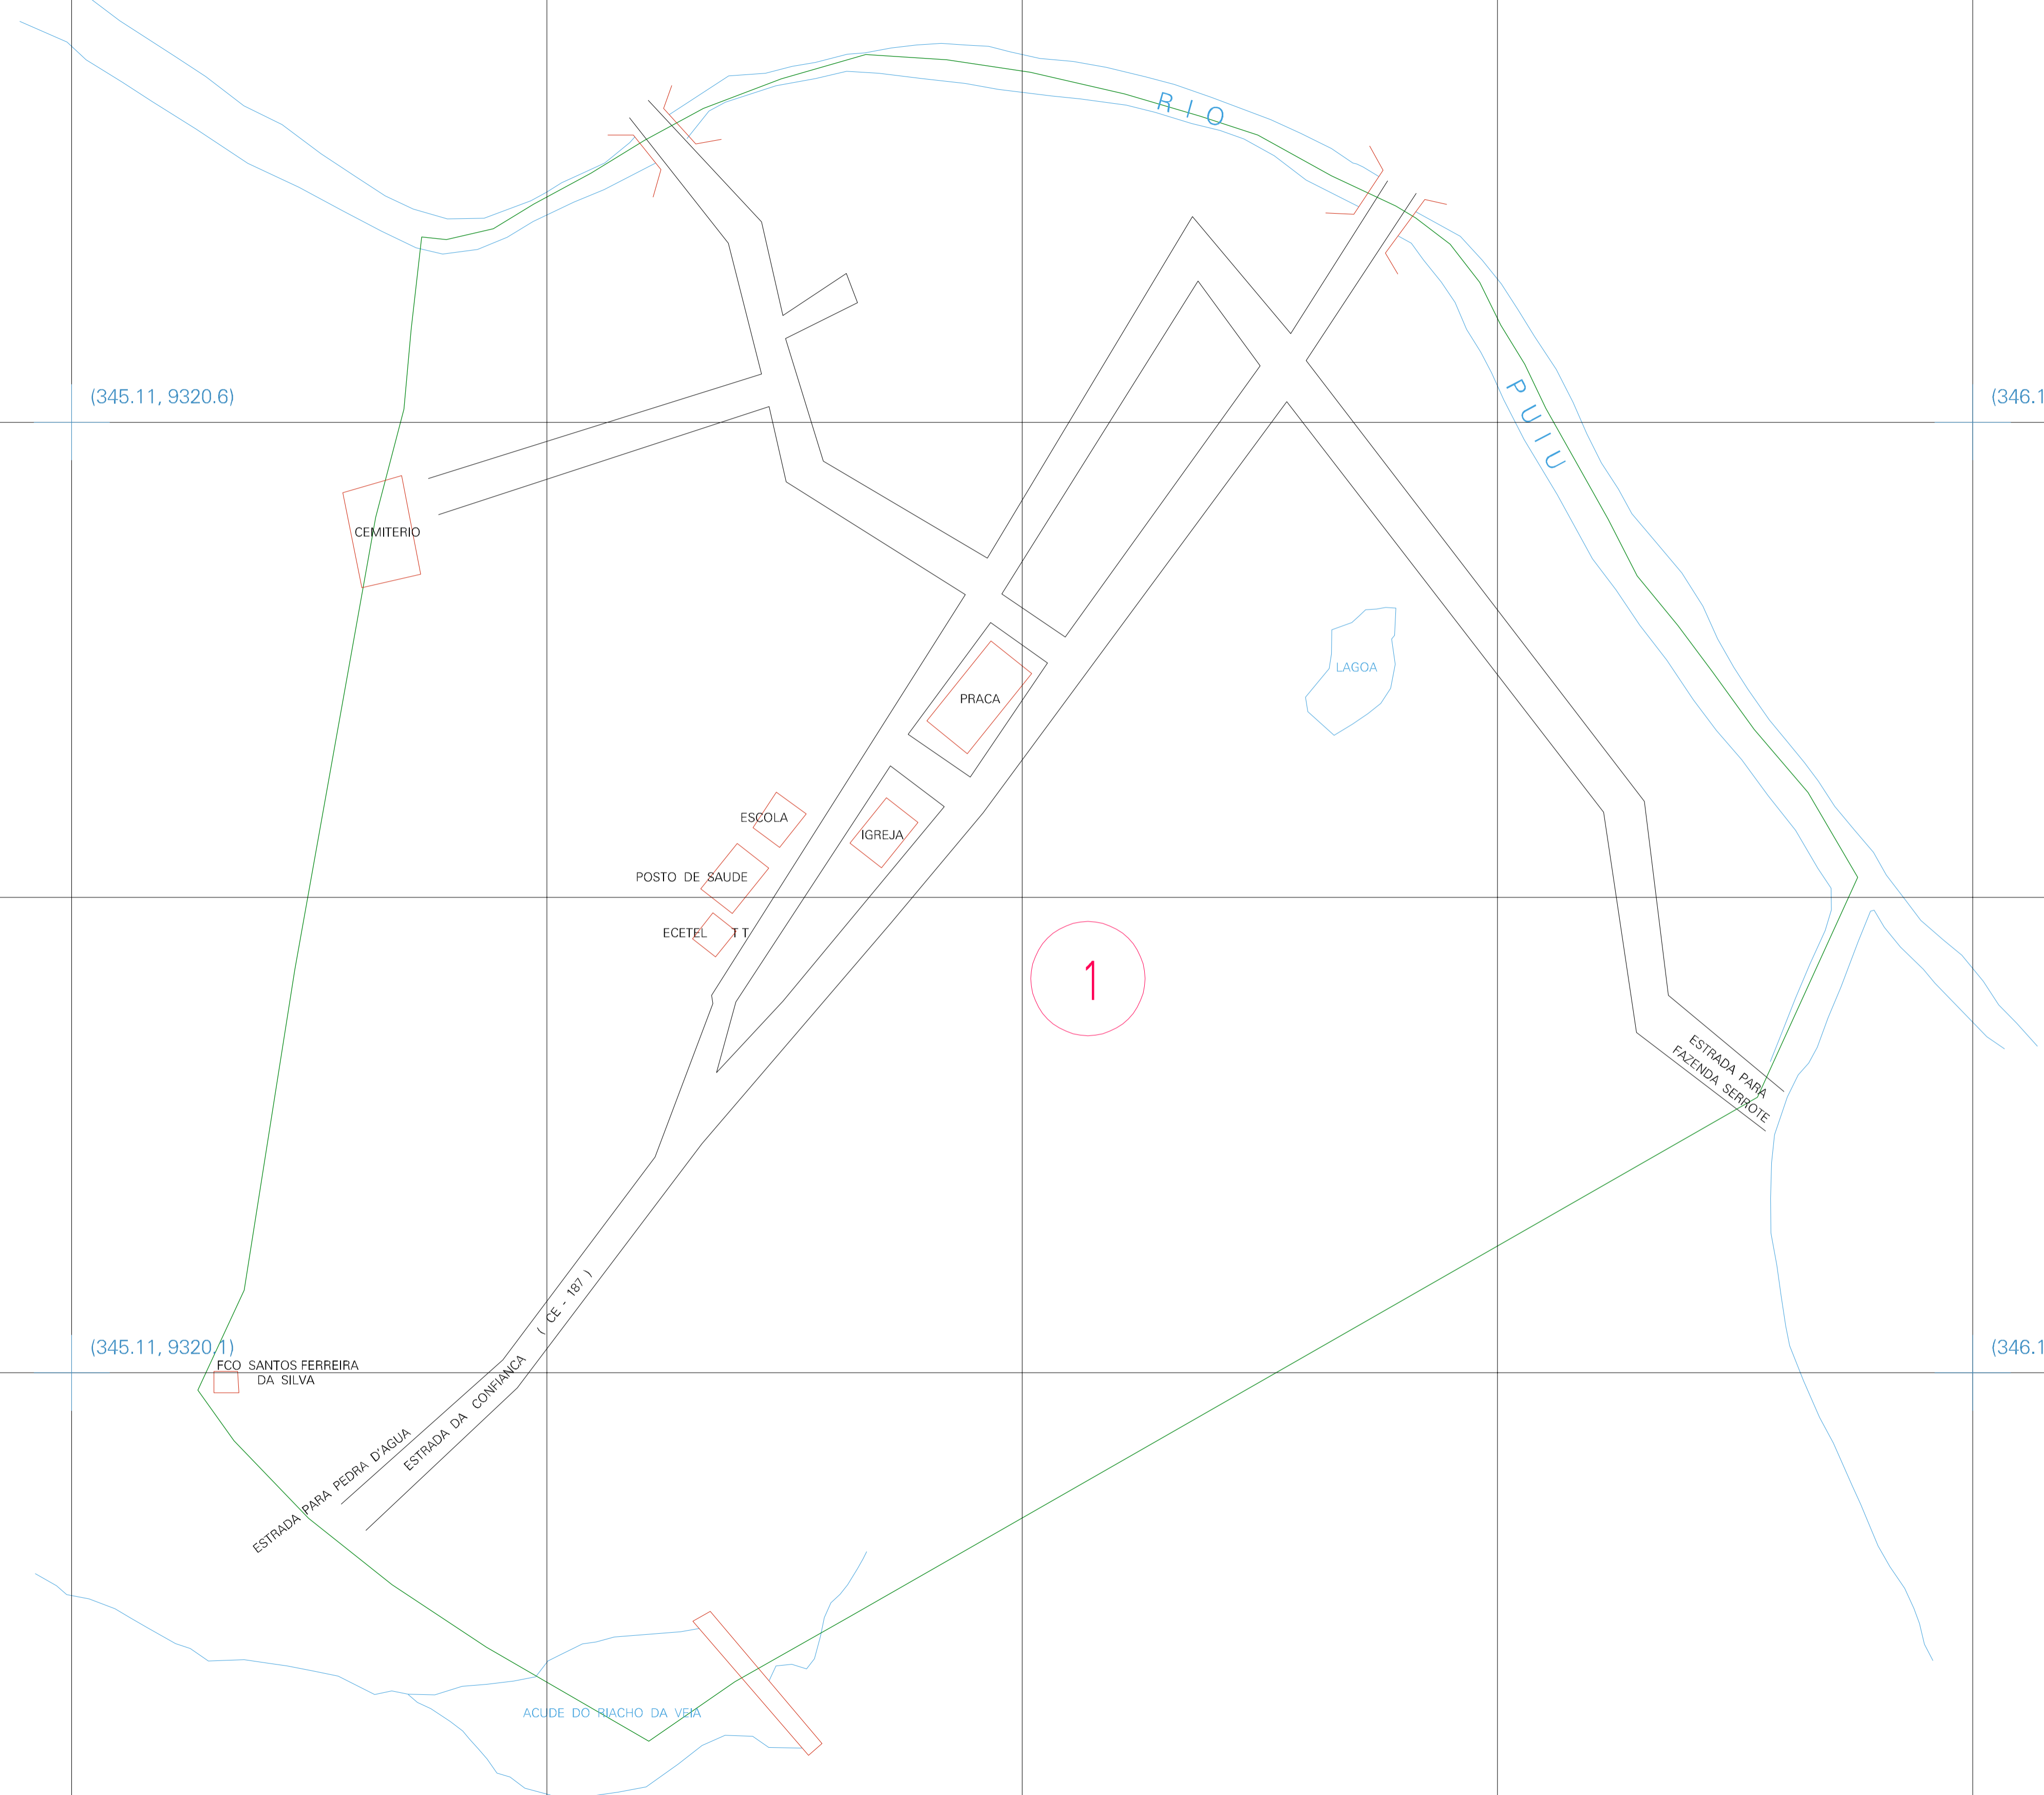 RIO
(345.11, 9320.6)
(346.1
PUIU
CEMITERIO
LAGOA
PRACA
ESCOLA
IGREJA
POSTO DE SAUDE
ECETEL T T
1
ESTRADA PARA
FAZENDA SERROTE
( CE - 187 )
(345.11, 9320.1)
(346.1
FCO SANTOS FERREIRA
DA SILVA
ESTRADA DA CONFIANCA
ESTRADA PARA PEDRA D'AGUA
ACUDE DO RIACHO DA VEIA